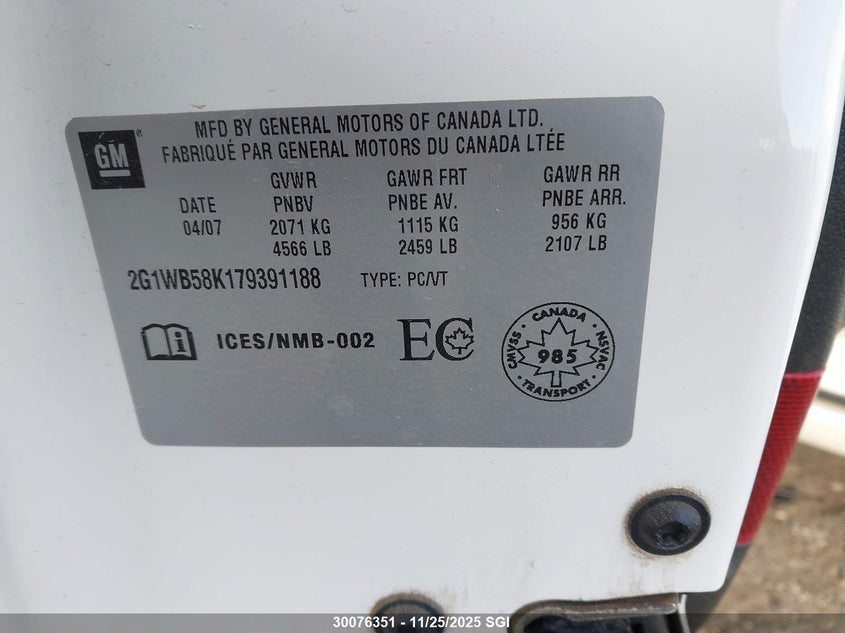 GM
MFD BY GENERAL MOTORS OF CANADA LTD.
FABRIQUÉ PAR GENERAL MOTORS DU CANADA LTÉE
GVWR GAWR FRT GAWR RR
DATE PNBV PNBE AV. PNBE ARR.
04/07 2071 KG 1115 KG 956 KG
4566 LB 2459 LB 2107 LB
2G1WB58K179391188 TYPE: PC/VT
ICES/NMB-002 EC
CANADA
CMVSS 985 NSVAC
TRANSPORT
30076351 - 11/25/2025 SGI